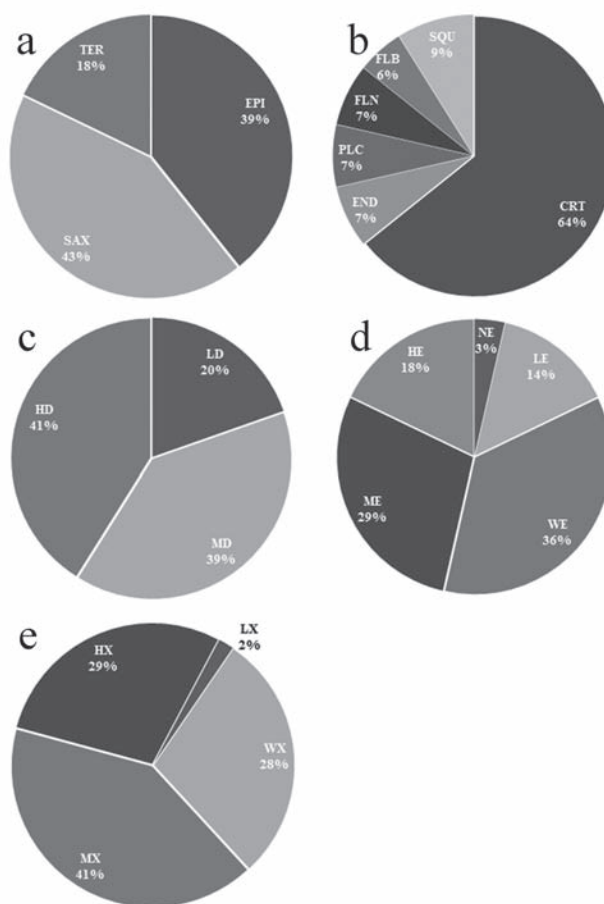 a
TER
18%
EPI
39%
SAX
43%
b
SQU
9%
FLB
6%
FLN
7%
PLC
7%
END
7%
CRT
64%
c
LD
20%
HD
41%
MD
39%
d
NE
3%
HE
18%
LE
14%
ME
29%
WE
36%
e
LX
2%
HX
29%
WX
28%
MX
41%